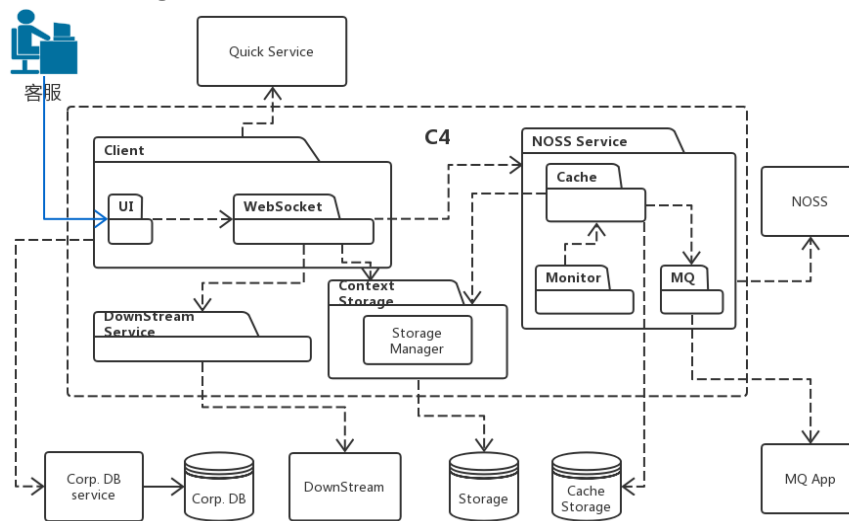 Quick Service
客服
C4
Client
NOSS Service
Cache
UI
WebSocket
NOSS
Monitor
MQ
Context
Storage
DownStream
Service
Storage
Manager
Corp. DB
service
Corp. DB
DownStream
Storage
Cache
Storage
MQ App